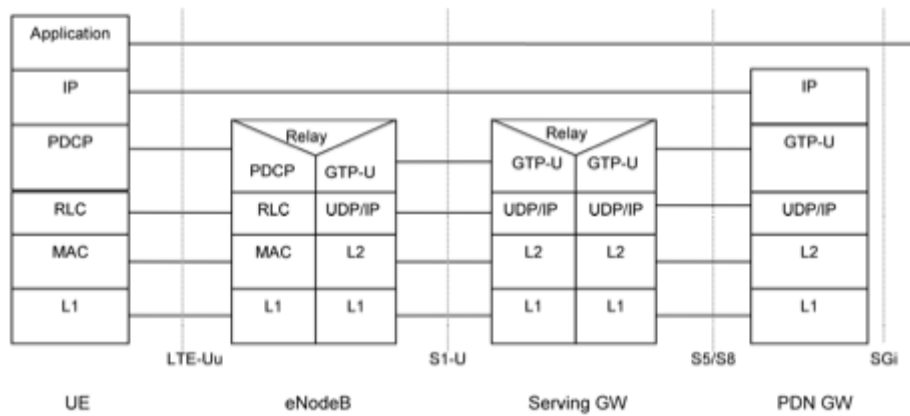 Application
IP
IP
PDCP
Relay
Relay
GTP-U
PDCP
GTP-U
GTP-U
GTP-U
RLC
RLC
UDP/IP
UDP/IP
UDP/IP
UDP/IP
MAC
MAC
L2
L2
L2
L2
L1
L1
L1
L1
L1
L1
LTE-Uu
S1-U
S5/S8
SGi
UE
eNodeB
Serving GW
PDN GW